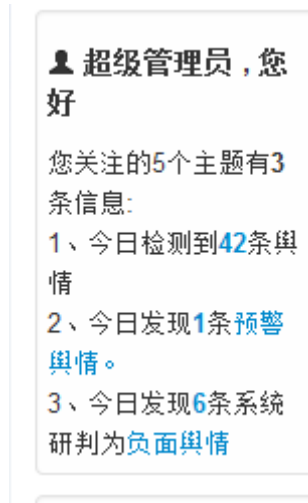 超级管理员，您
好
您关注的5个主题有3
条信息:
1、今日检测到42条舆
情
2、今日发现1条预警
舆情。
3、今日发现6条系统
研判为负面舆情